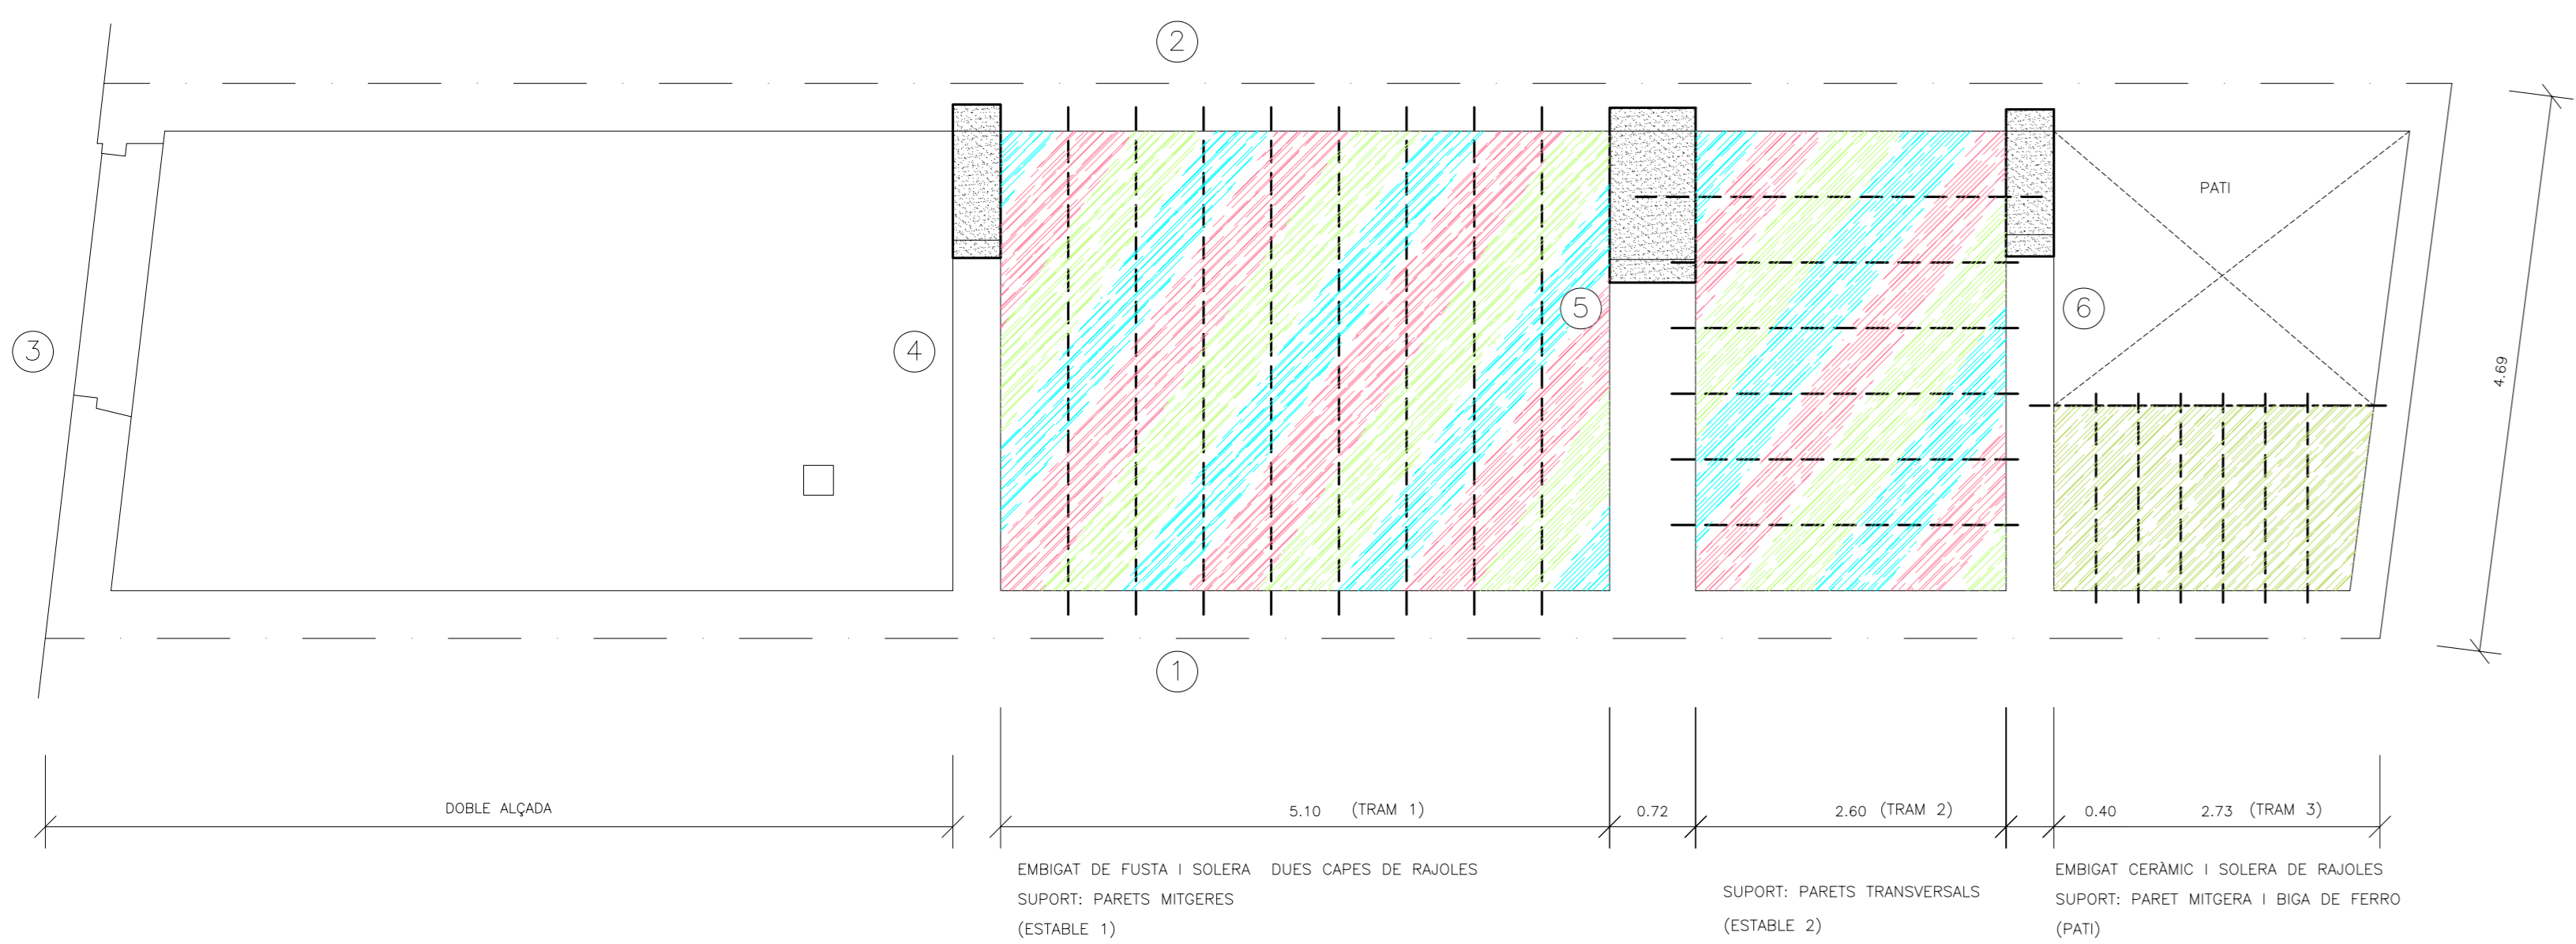 2
PATI
3
4
5
6
4.69
1
DOBLE ALÇADA
5.10 (TRAM 1)
0.72
2.60 (TRAM 2)
0.40
2.73 (TRAM 3)
EMBIGAT DE FUSTA I SOLERA DUES CAPES DE RAJOLES
SUPORT: PARETS MITGERES
(ESTABLE 1)
SUPORT: PARETS TRANSVERSALS
(ESTABLE 2)
EMBIGAT CERÀMIC I SOLERA DE RAJOLES
SUPORT: PARET MITGERA I BIGA DE FERRO
(PATI)